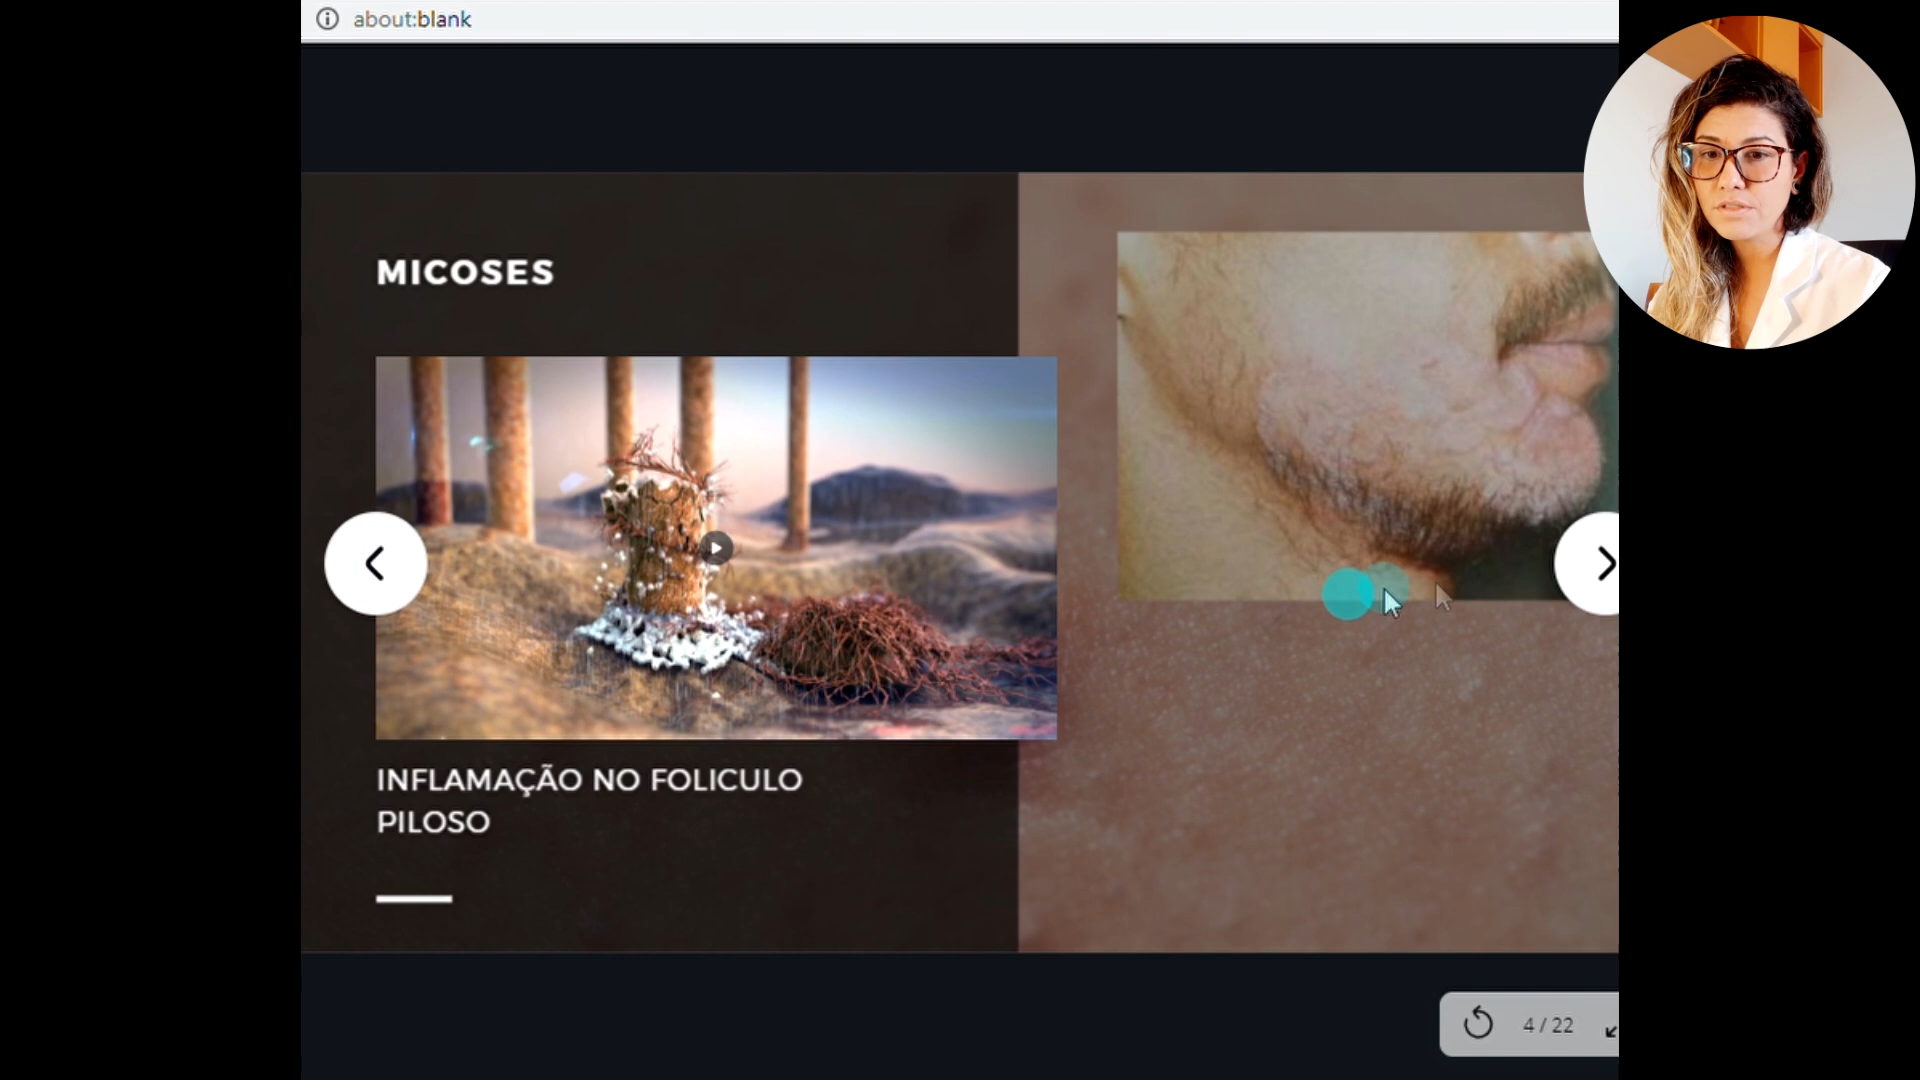 about:blank
MICOSES
INFLAMAÇÃO NO FOLICULO
PILOSO
4 / 22